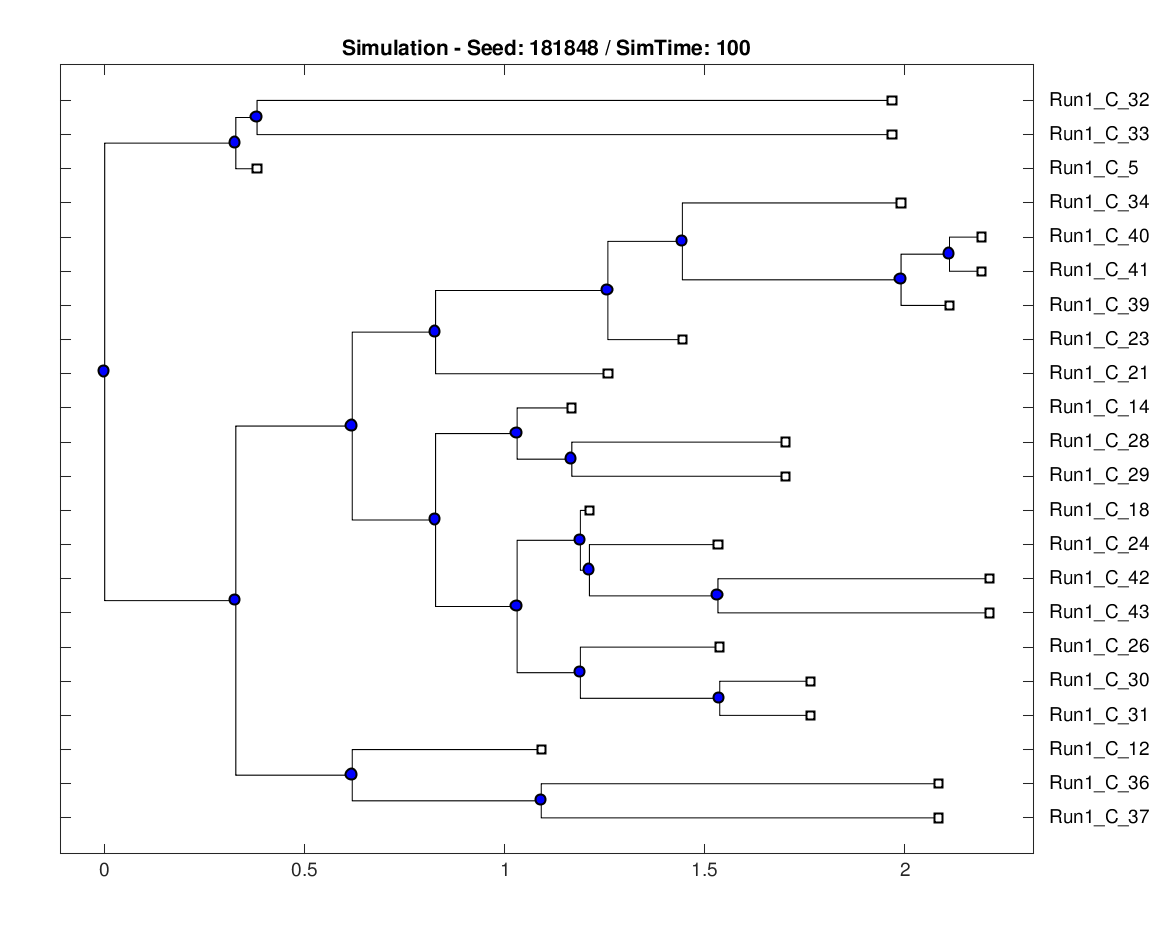 Simulation - Seed: 181848 / SimTime: 100
Run1_C_32
Run1_C_33
Run1_C_5
Run1_C_34
Run1_C_40
Run1_C_41
Run1_C_39
Run1_C_23
Run1_C_21
Run1_C_14
Run1_C_28
Run1_C_29
Run1_C_18
Run1_C_24
Run1_C_42
Run1_C_43
Run1_C_26
Run1_C_30
Run1_C_31
Run1_C_12
Run1_C_36
Run1_C_37
0 0.5 1 1.5 2